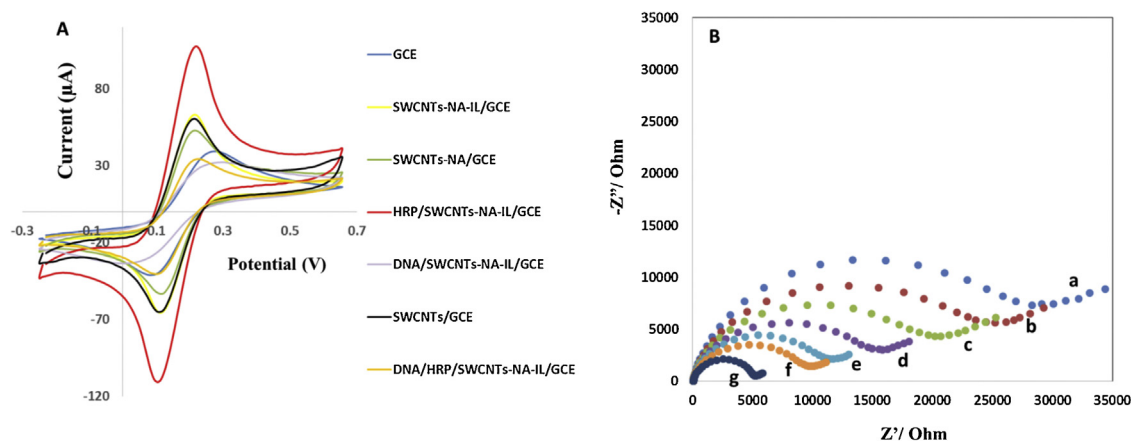 A
Current (µA)
80
30
-20
-70
-120
-0.3
-0.1
0.1
0.3
0.5
0.7
Potential (V)
GCE
SWCNTs-NA-IL/GCE
SWCNTs-NA/GCE
HRP/SWCNTs-NA-IL/GCE
DNA/SWCNTs-NA-IL/GCE
SWCNTs/GCE
DNA/HRP/SWCNTs-NA-IL/GCE
B
-Z”/ Ohm
35000
30000
25000
20000
15000
10000
5000
0
a
b
c
d
e
f
g
0
5000
10000
15000
20000
25000
30000
35000
Z’/ Ohm